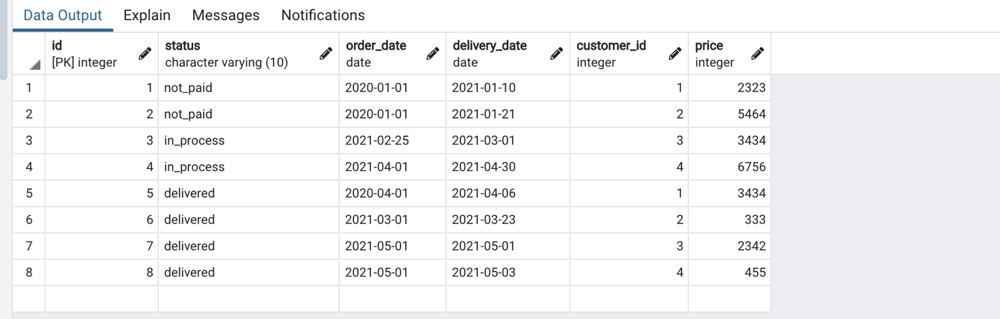 Data Output Explain Messages Notifications
id status order_date delivery_date customer_id price
[PK] integer character varying (10) date date integer integer
1 1 not_paid 2020-01-01 2021-01-10 1 2323
2 2 not_paid 2020-01-01 2021-01-21 2 5464
3 3 in_process 2021-02-25 2021-03-01 3 3434
4 4 in_process 2021-04-01 2021-04-30 4 6756
5 5 delivered 2020-04-01 2021-04-06 1 3434
6 6 delivered 2021-03-01 2021-03-23 2 333
7 7 delivered 2021-05-01 2021-05-01 3 2342
8 8 delivered 2021-05-01 2021-05-03 4 455